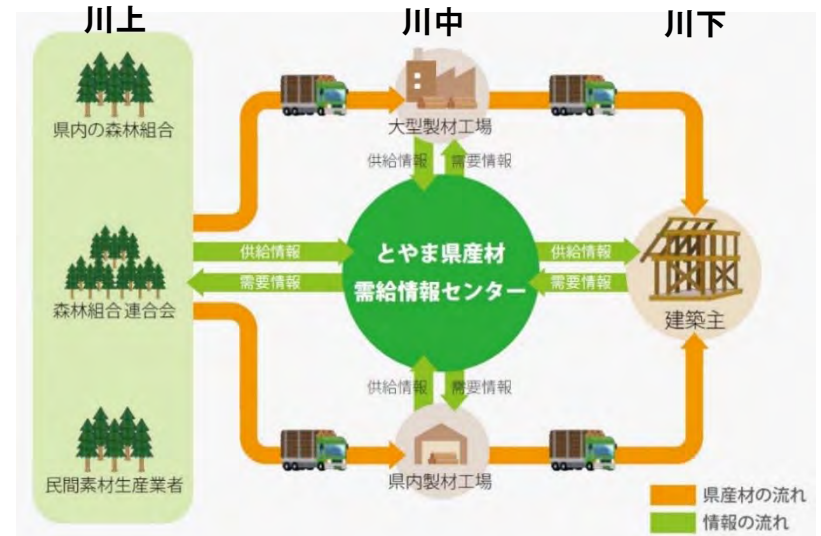 川上
川中
川下
県内の森林組合
大型製材工場
供給情報
需要情報
供給情報
需要情報
とやま県産材
需給情報センター
供給情報
需要情報
森林組合連合会
建築主
供給情報
需要情報
民間素材生産業者
県内製材工場
県産材の流れ
情報の流れ